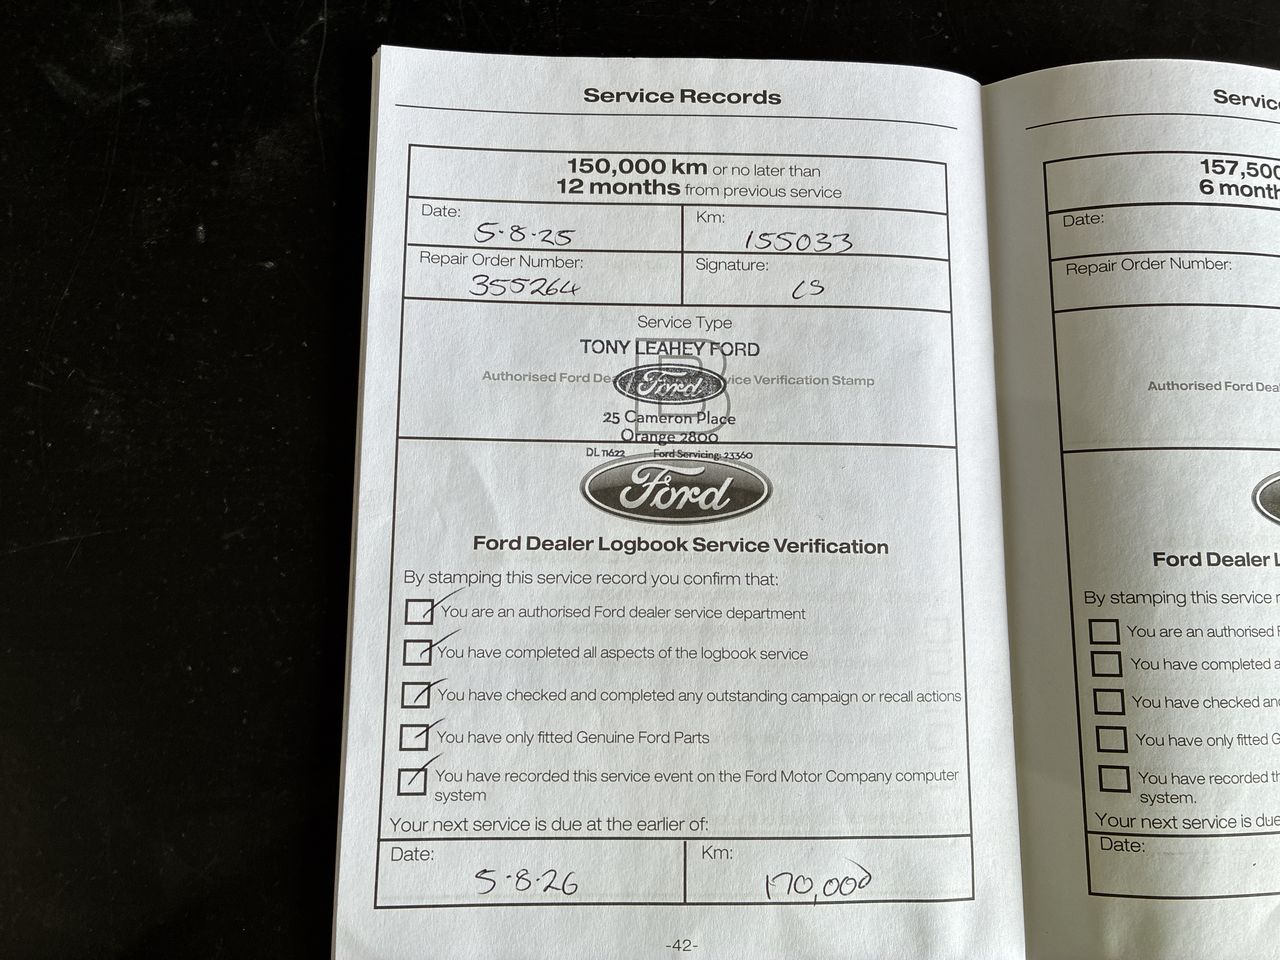 Service Records
150,000 km or no later than
12 months from previous service
Date:
5-8-25
Km:
155033
Repair Order Number:
355264
Signature:
CS
Service Type
TONY LEAHEY FORD
B
Authorised Ford De
Ford
vice Verification Stamp
25 Cameron Place
Orange 2800
DL 11622 Ford Servicing: 23360
Ford
Ford Dealer Logbook Service Verification
By stamping this service record you confirm that:
You are an authorised Ford dealer service department
You have completed all aspects of the logbook service
You have checked and completed any outstanding campaign or recall actions
You have only fitted Genuine Ford Parts
You have recorded this service event on the Ford Motor Company computer
system
Your next service is due at the earlier of:
Date:
5-8-26
Km:
170,000
-42-
Servic
157,500
6 month
Date:
Repair Order Number:
Authorised Ford Dea
Ford Dealer L
By stamping this service r
You are an authorised F
You have completed a
You have checked and
You have only fitted G
You have recorded th
system.
Your next service is due
Date: